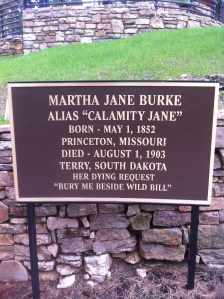 MARTHA JANE BURKE
ALIAS "CALAMITY JANE"
BORN - MAY 1, 1852
PRINCETON, MISSOURI
DIED - AUGUST 1, 1903
TERRY, SOUTH DAKOTA
HER DYING REQUEST
"BURY ME BESIDE WILD BILL"